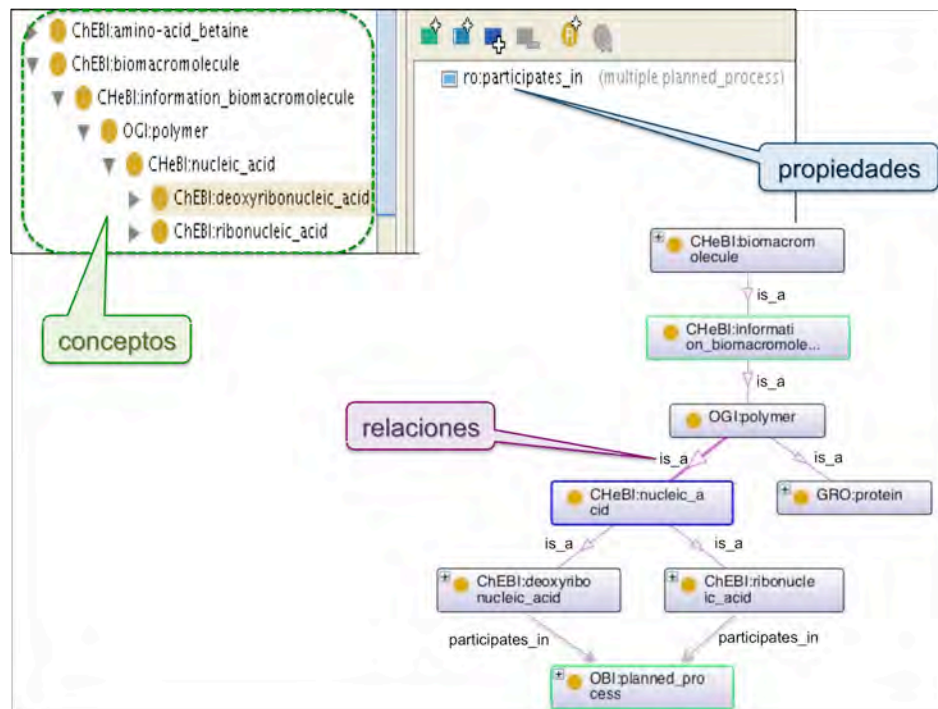 ChEBI:amino-acid_betaine
ChEBI:biomacromolecule
CHeBI:information_biomacromolecule
OGI:polymer
CHeBI:nucleic_acid
ChEBI:deoxyribonucleic_acid
ChEBI:ribonucleic_acid
conceptos
ro:participates_in (multiple planned_process)
propiedades
CHeBI:biomacrom
olecule
is_a
CHeBI:informati
on_biomacromole...
is_a
OGI:polymer
relaciones
is_a
is_a
CHeBI:nucleic_a
cid
GRO:protein
is_a
is_a
ChEBI:deoxyribo
nucleic_acid
ChEBI:ribonucle
ic_acid
participates_in
participates_in
OBI:planned_pro
cess